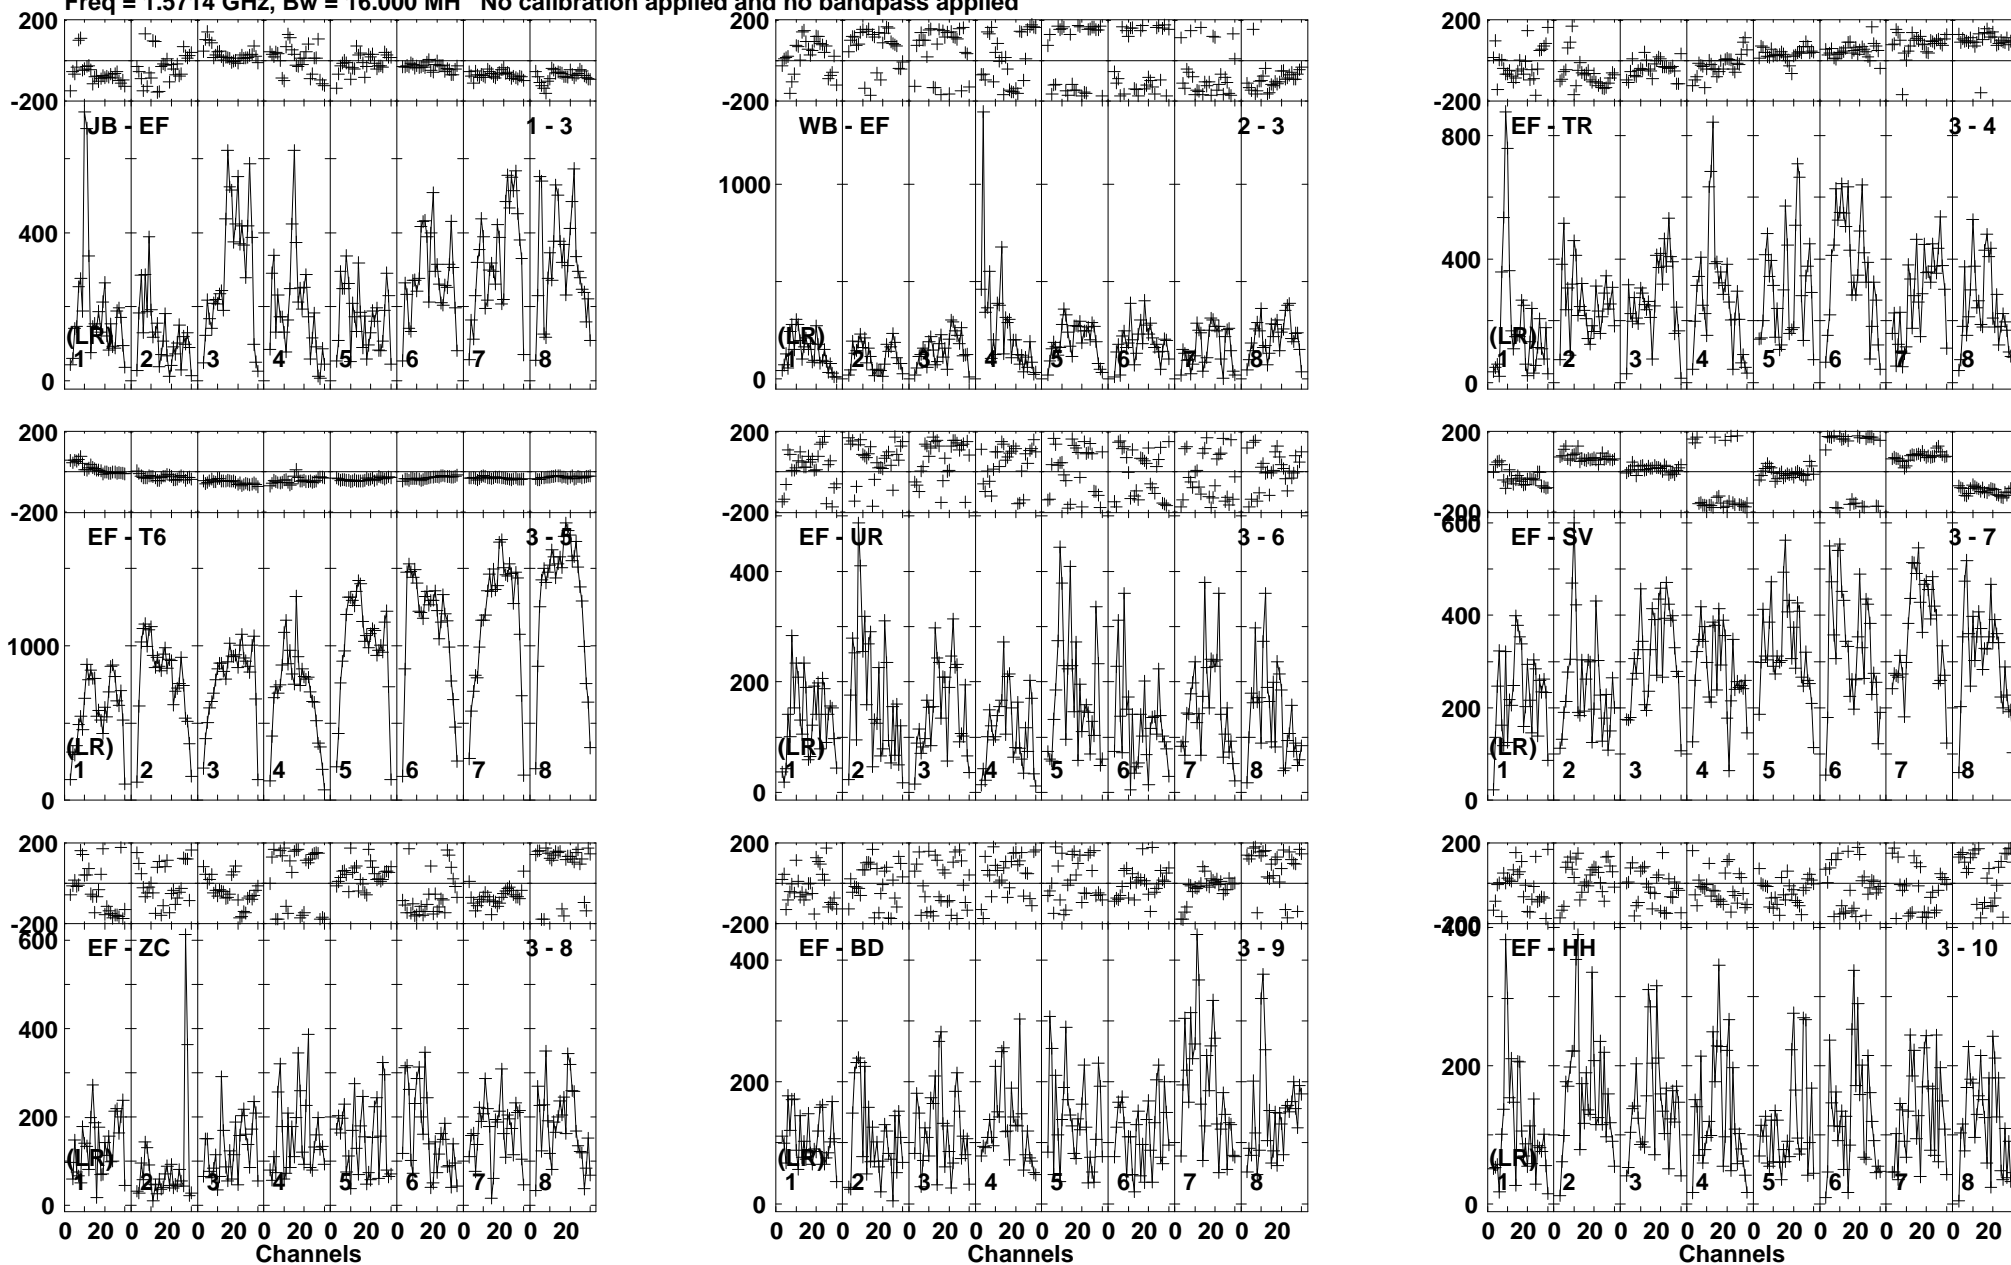 Freq = 1.5714 GHz, Bw = 16.000 MH No calibration applied and no bandpass applied
200
-200
JB - EF
1 - 3
400
0
(LR)
1 2 3 4 5 6 7 8
200
-200
WB - EF
2 - 3
1000
0
(LR)
1 2 3 4 5 6 7 8
200
-200
EF - TR
3 - 4
800
400
0
(LR)
1 2 3 4 5 6 7 8
200
-200
EF - T6
3 - 5
1000
0
(LR)
1 2 3 4 5 6 7 8
200
-200
EF - UR
3 - 6
400
200
0
(LR)
1 2 3 4 5 6 7 8
200
-200
600
EF - SV
3 - 7
400
200
0
(LR)
1 2 3 4 5 6 7 8
200
-200
600
EF - ZC
3 - 8
400
200
0
(LR)
1 2 3 4 5 6 7 8
0 20 0 20 0 20 0 20 0 20 0 20 0 20 0 20
Channels
200
-200
EF - BD
3 - 9
400
200
0
(LR)
1 2 3 4 5 6 7 8
0 20 0 20 0 20 0 20 0 20 0 20 0 20 0 20
Channels
200
-200
400
EF - HH
3 - 10
200
0
(LR)
1 2 3 4 5 6 7 8
0 20 0 20 0 20 0 20 0 20 0 20 0 20 0 20
Channels